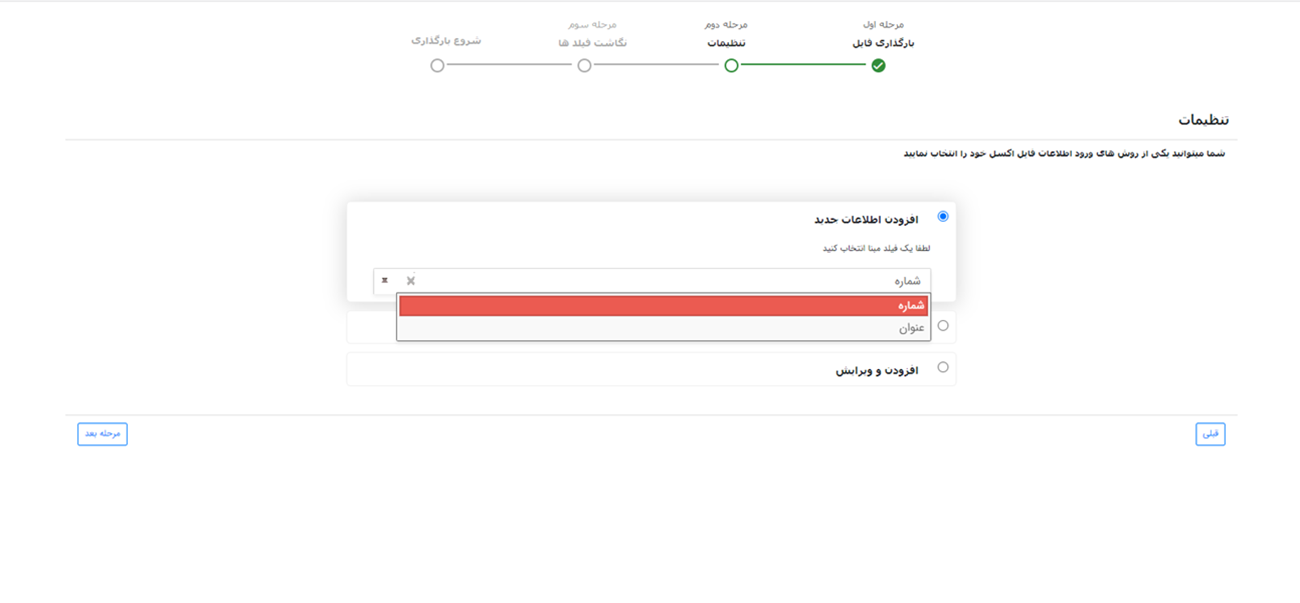 مرحله اول
بارگذاری فایل
مرحله دوم
تنظیمات
مرحله سوم
نگاشت فیلد ها
شروع بارگذاری
تنظیمات
شما میتوانید یکی از روش های ورود اطلاعات فایل اکسل خود را انتخاب نمایید
افزودن اطلاعات جدید
لطفا یک فیلد مبنا انتخاب کنید
شماره
شماره
عنوان
افزودن و ویرایش
قبلی
مرحله بعد